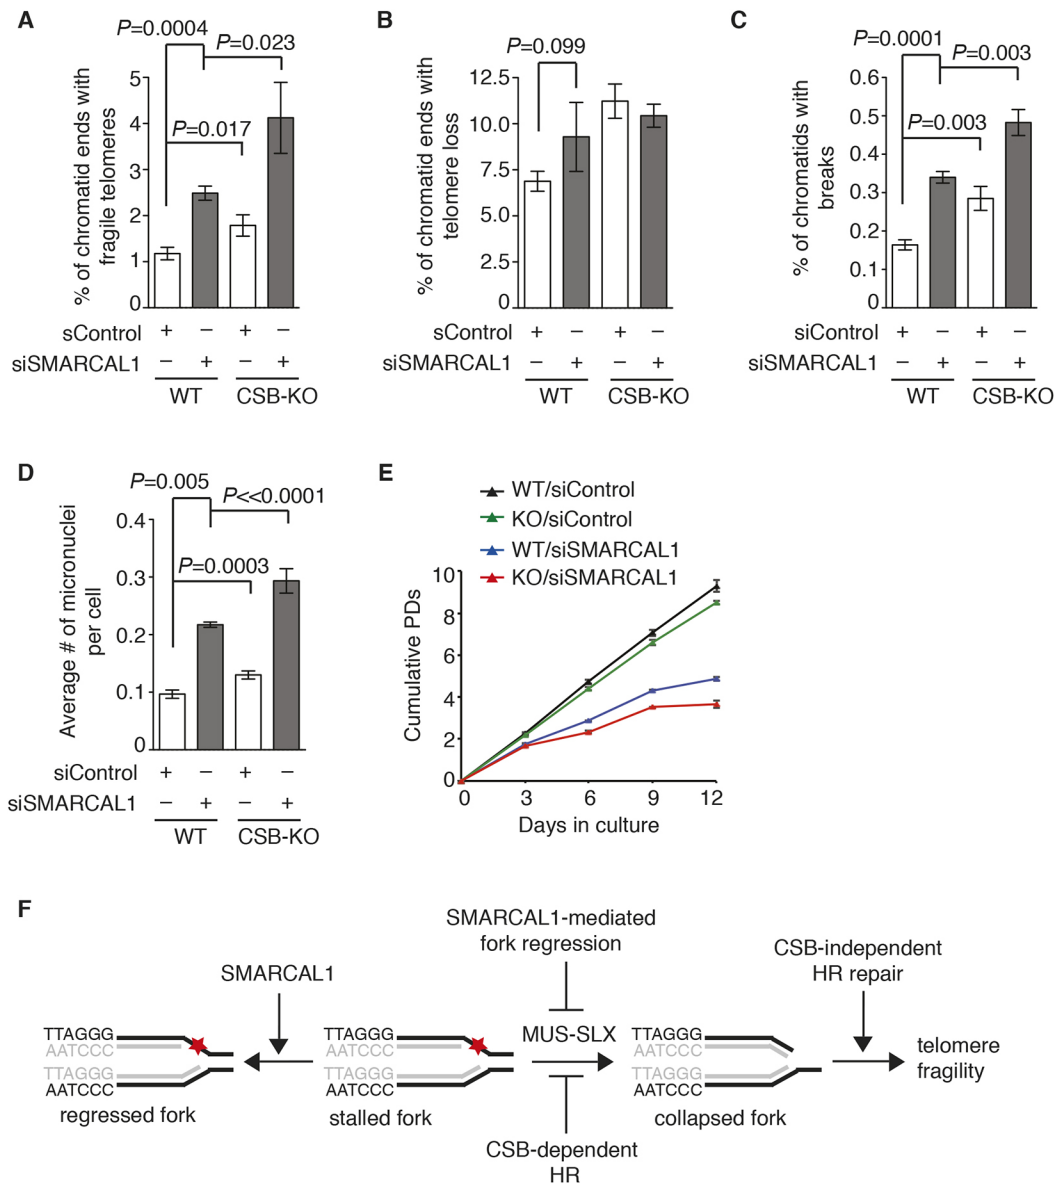 A
P=0.0004
P=0.023
P=0.017
% of chromatid ends with
fragile telomeres
5
4
3
2
1
0
sControl + – + –
siSMARCAL1 – + – +
WT CSB-KO
B
P=0.099
% of chromatid ends with
telomere loss
12.5
10.0
7.5
5.0
2.5
0
sControl + – + –
siSMARCAL1 – + – +
WT CSB-KO
C
P=0.0001
P=0.003
P=0.003
% of chromatids with
breaks
0.6
0.5
0.4
0.3
0.2
0.1
0
siControl + – + –
siSMARCAL1 – + – +
WT CSB-KO
D
P=0.005
P<<0.0001
P=0.0003
Average # of micronuclei
per cell
0.4
0.3
0.2
0.1
0
siControl + – + –
siSMARCAL1 – + – +
WT CSB-KO
E
WT/siControl
KO/siControl
WT/siSMARCAL1
KO/siSMARCAL1
Cumulative PDs
10
8
6
4
2
0
0 3 6 9 12
Days in culture
F
SMARCAL1-mediated
fork regression
CSB-independent
HR repair
SMARCAL1
MUS-SLX
TTAGGG
AATCCC
TTAGGG
AATCCC
regressed fork
TTAGGG
AATCCC
TTAGGG
AATCCC
stalled fork
TTAGGG
AATCCC
TTAGGG
AATCCC
collapsed fork
telomere
fragility
CSB-dependent
HR